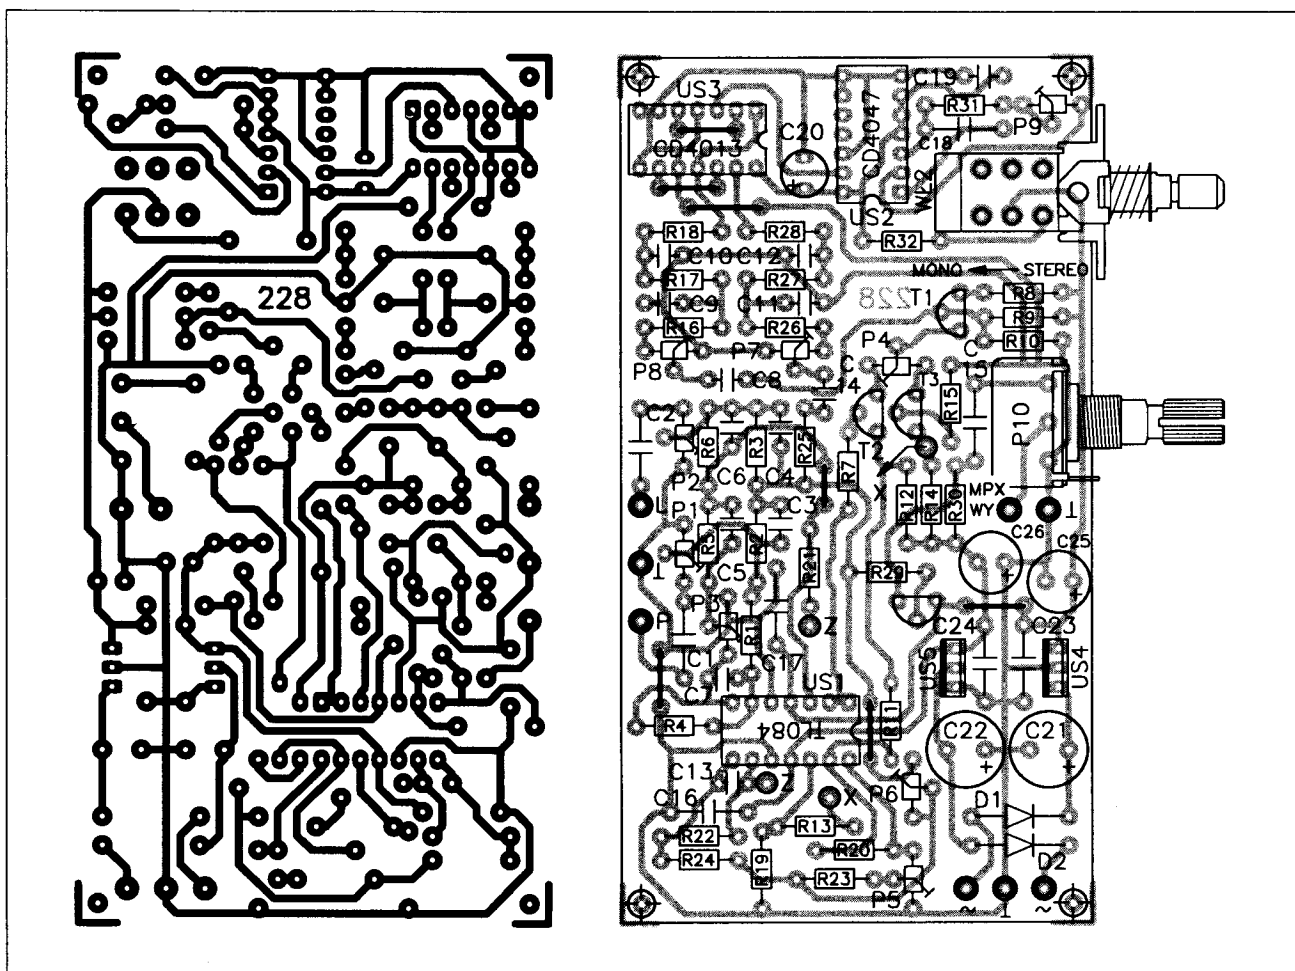 228
US3
CD4013
C20
CD4047
US2
C19
R31
P9
C18
WŁ2
R18
R28
R32
C10
C12
R17
R27
MONO
STEREO
C9
C11
228
T1
R8
R9
R10
R16
R26
P8
P7
C8
P4
C
14
T3
R15
C
15
P10
C2
R6
R3
R25
T2
R7
P2
C6
C4
X
R12
R14
R30
MPX
WY
⊥
L
P1
C3
R5
R2
C5
R21
C26
C25
⊥
R29
P
P3
R1
Z
C1
C17
C24
C23
US5
US4
C7
US1
TL084
R4
R11
C22
C21
C13
Z
X
P6
C16
D1
R22
R13
R24
R19
R20
D2
R23
P5
~
⊥
~